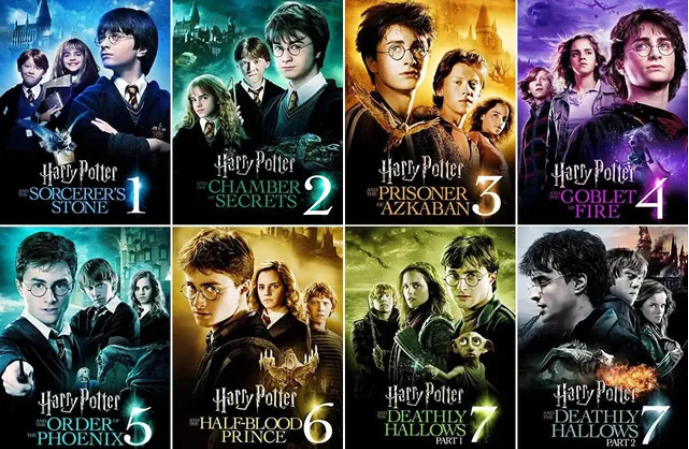 Harry Potter
AND THE
SORCERER'S
STONE
1
Harry Potter
AND THE
CHAMBER
OF
SECRETS
2
Harry Potter
AND THE
PRISONER
OF
AZKABAN
3
Harry Potter
AND THE
GOBLET
OF
FIRE
4
Harry Potter
AND THE
ORDER OF
THE
PHOENIX
5
Harry Potter
AND THE
HALF-BLOOD
PRINCE
6
Harry Potter
AND THE
DEATHLY
HALLOWS
PART 1
7
Harry Potter
AND THE
DEATHLY
HALLOWS
PART 2
7